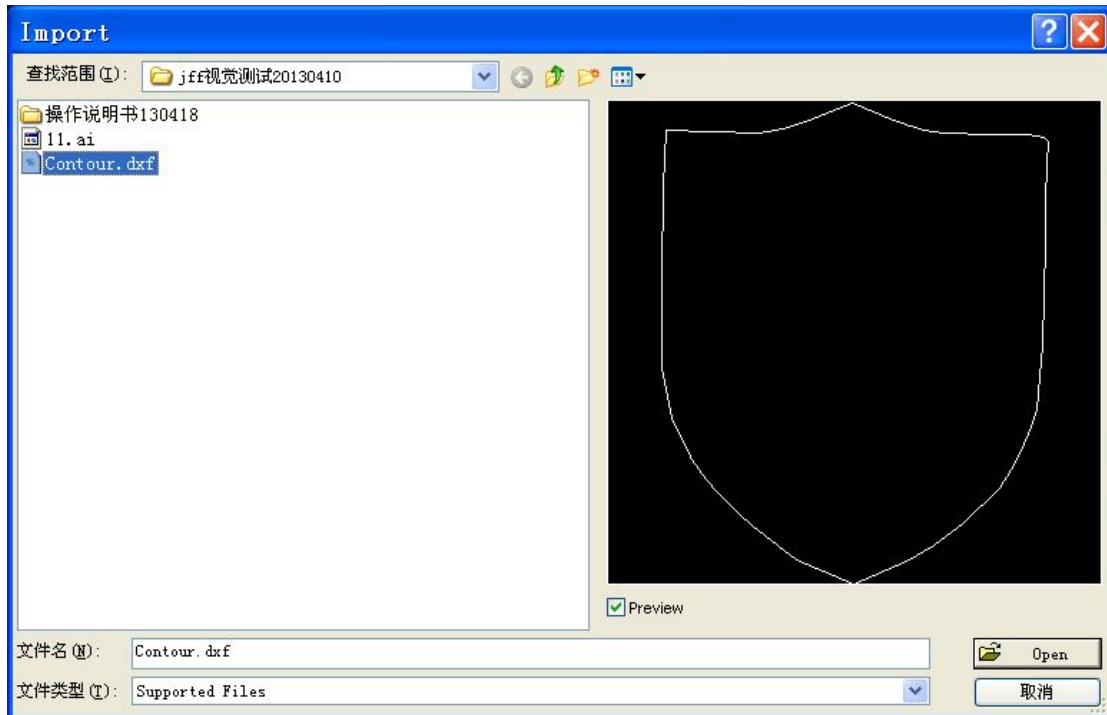 Import
查找范围(I): jff视觉测试20130410
操作说明书130418
11.ai
Contour.dxf
Preview
文件名(N): Contour.dxf Open
文件类型(T): Supported Files 取消